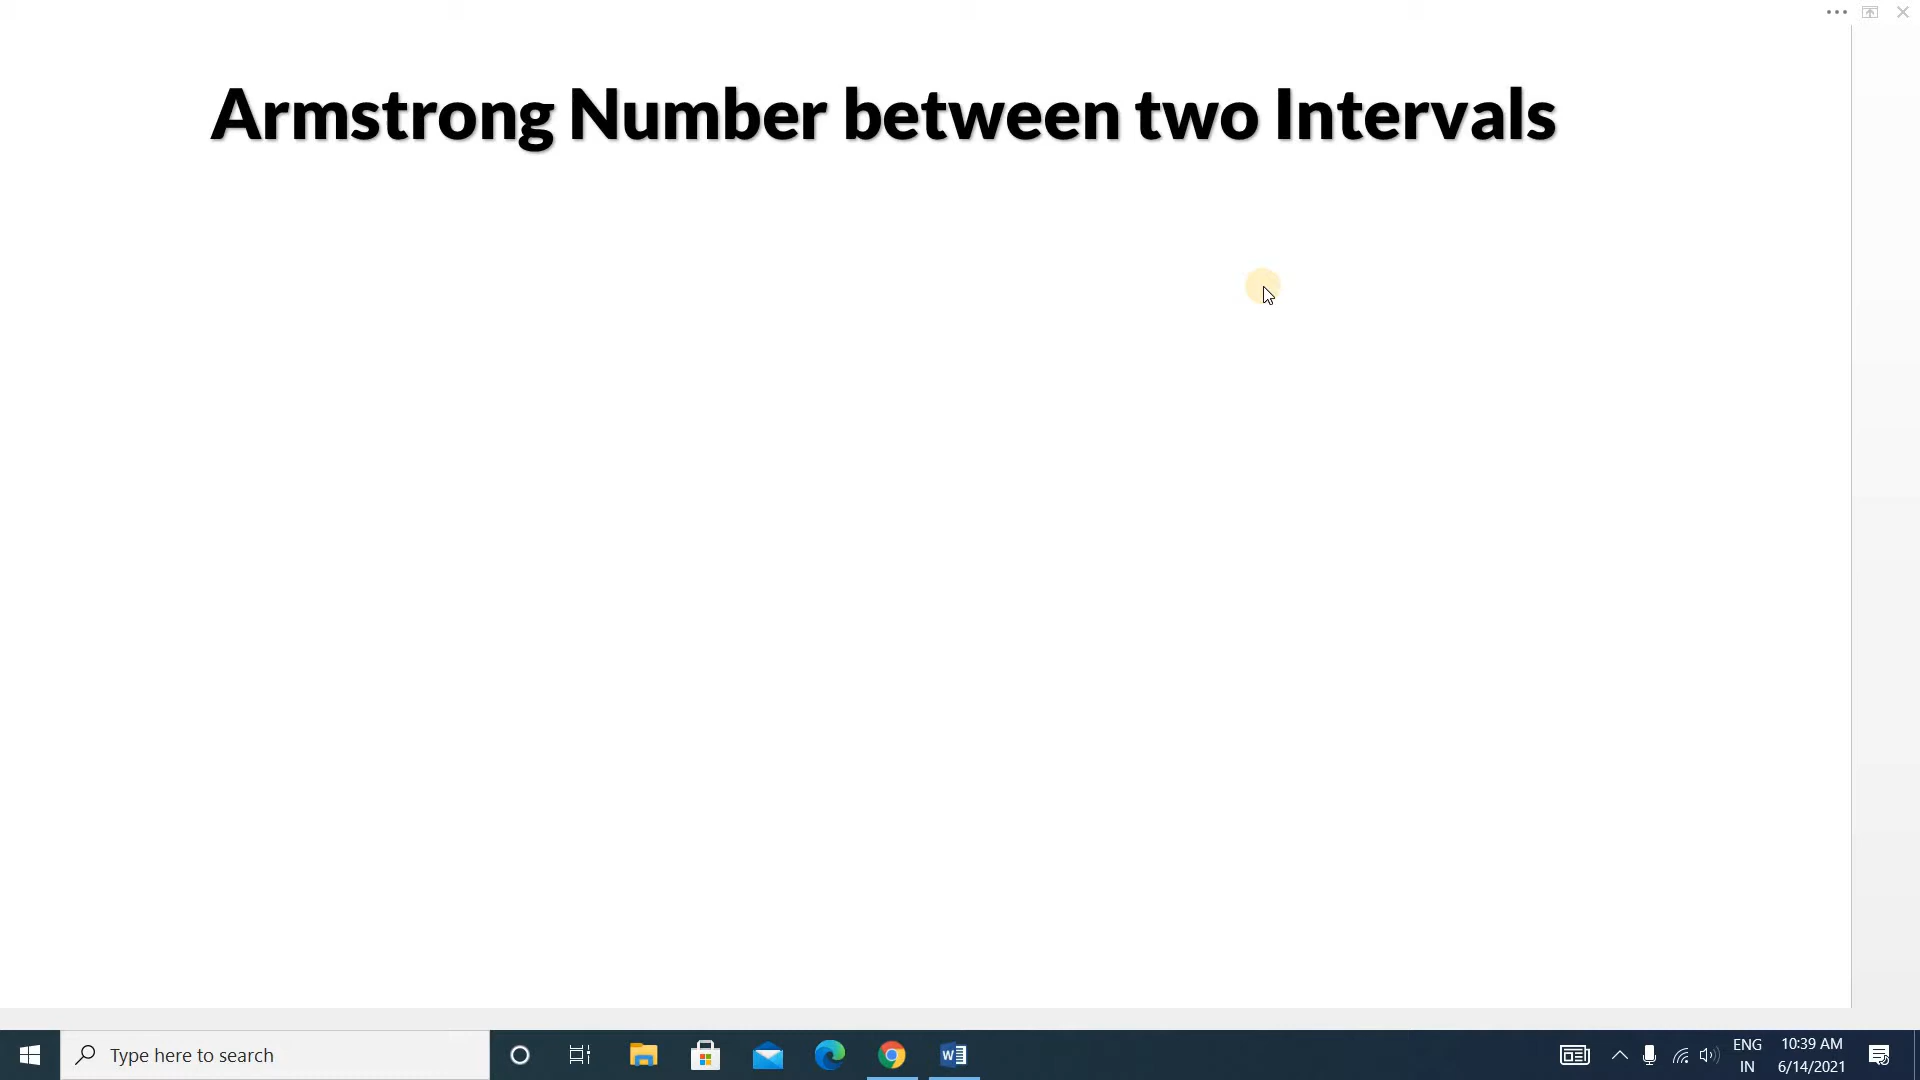 Armstrong Number between two Intervals
Type here to search
W
ENG
IN
10:39 AM
6/14/2021